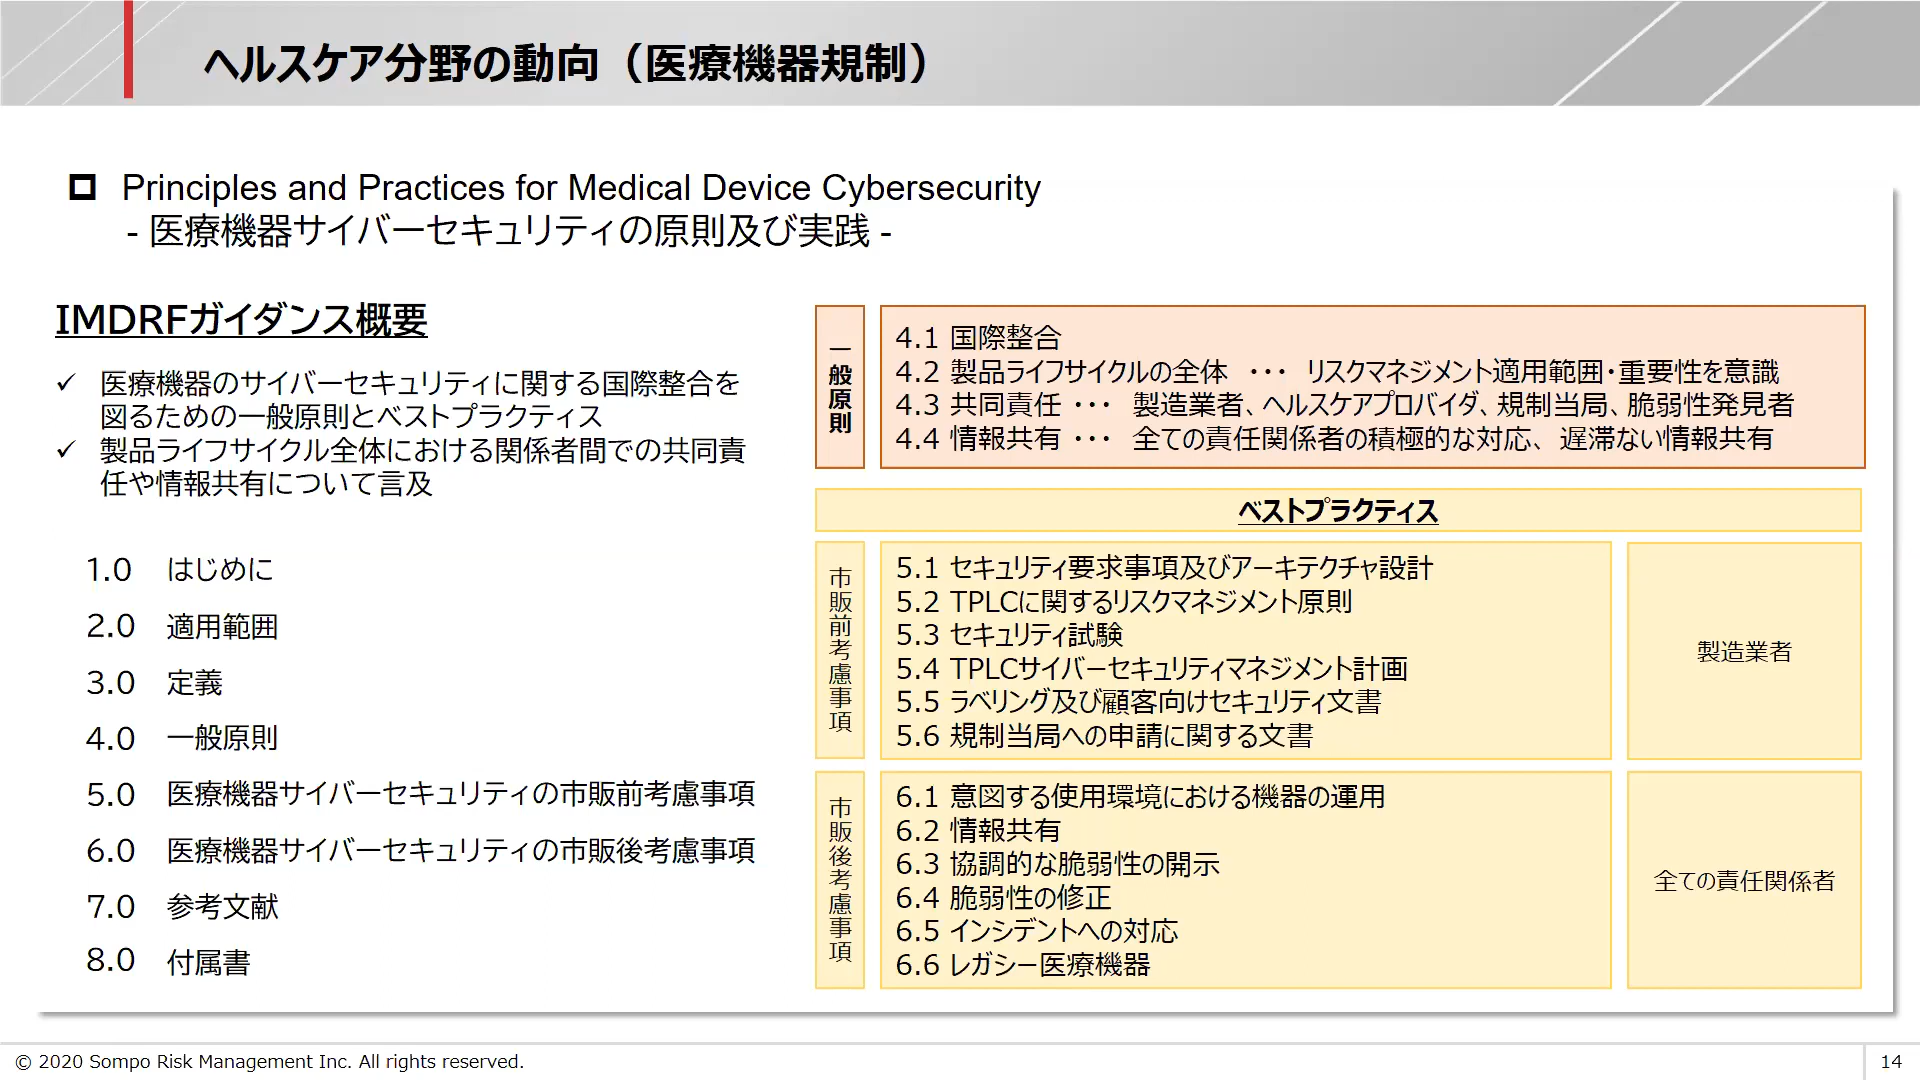 ヘルスケア分野の動向（医療機器規制）
Principles and Practices for Medical Device Cybersecurity
- 医療機器サイバーセキュリティの原則及び実践 -
IMDRFガイダンス概要
✓ 医療機器のサイバーセキュリティに関する国際整合を
図るための一般原則とベストプラクティス
✓ 製品ライフサイクル全体における関係者間での共同責
任や情報共有について言及
1.0 はじめに
2.0 適用範囲
3.0 定義
4.0 一般原則
5.0 医療機器サイバーセキュリティの市販前考慮事項
6.0 医療機器サイバーセキュリティの市販後考慮事項
7.0 参考文献
8.0 付属書
一般原則
4.1 国際整合
4.2 製品ライフサイクルの全体 ・・・ リスクマネジメント適用範囲・重要性を意識
4.3 共同責任 ・・・ 製造業者、ヘルスケアプロバイダ、規制当局、脆弱性発見者
4.4 情報共有 ・・・ 全ての責任関係者の積極的な対応、遅滞ない情報共有
ベストプラクティス
市販前考慮事項
5.1 セキュリティ要求事項及びアーキテクチャ設計
5.2 TPLCに関するリスクマネジメント原則
5.3 セキュリティ試験
5.4 TPLCサイバーセキュリティマネジメント計画
5.5 ラベリング及び顧客向けセキュリティ文書
5.6 規制当局への申請に関する文書
製造業者
市販後考慮事項
6.1 意図する使用環境における機器の運用
6.2 情報共有
6.3 協調的な脆弱性の開示
6.4 脆弱性の修正
6.5 インシデントへの対応
6.6 レガシー医療機器
全ての責任関係者
© 2020 Sompo Risk Management Inc. All rights reserved.
14